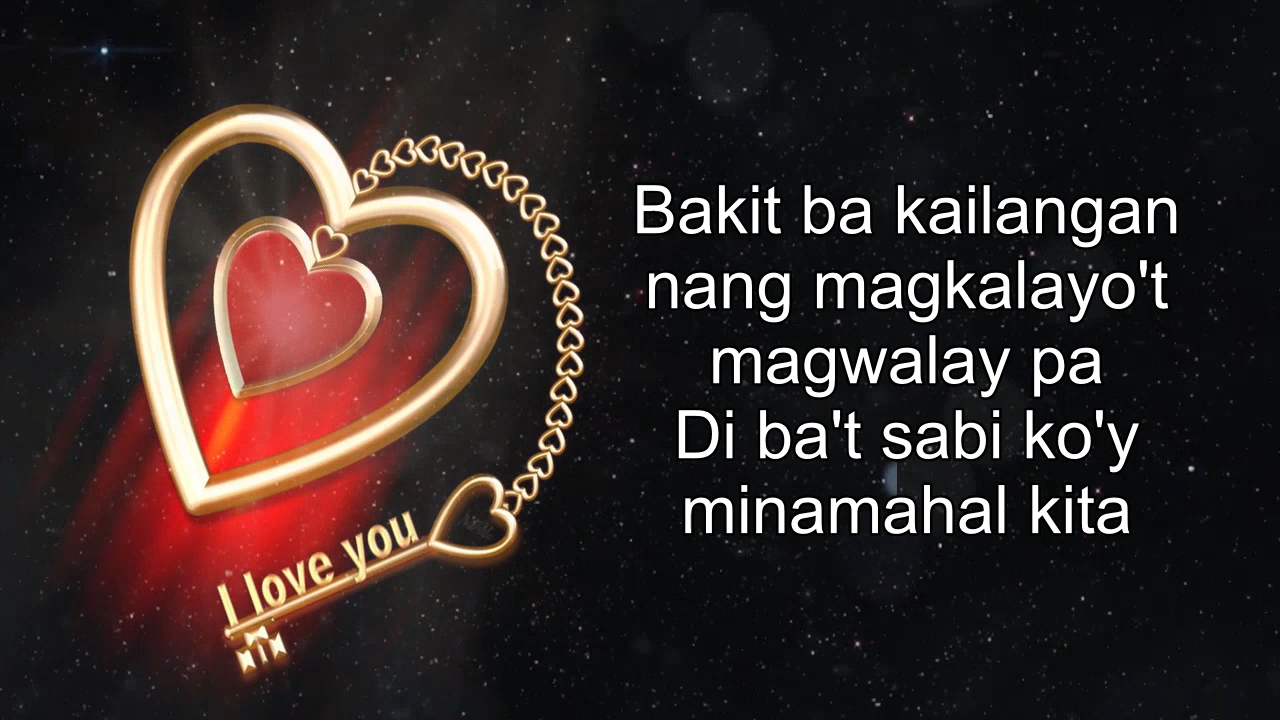 Bakit ba kailangan
nang magkalayo't
magwalay pa
Di ba't sabi ko'y
minamahal kita
I love you